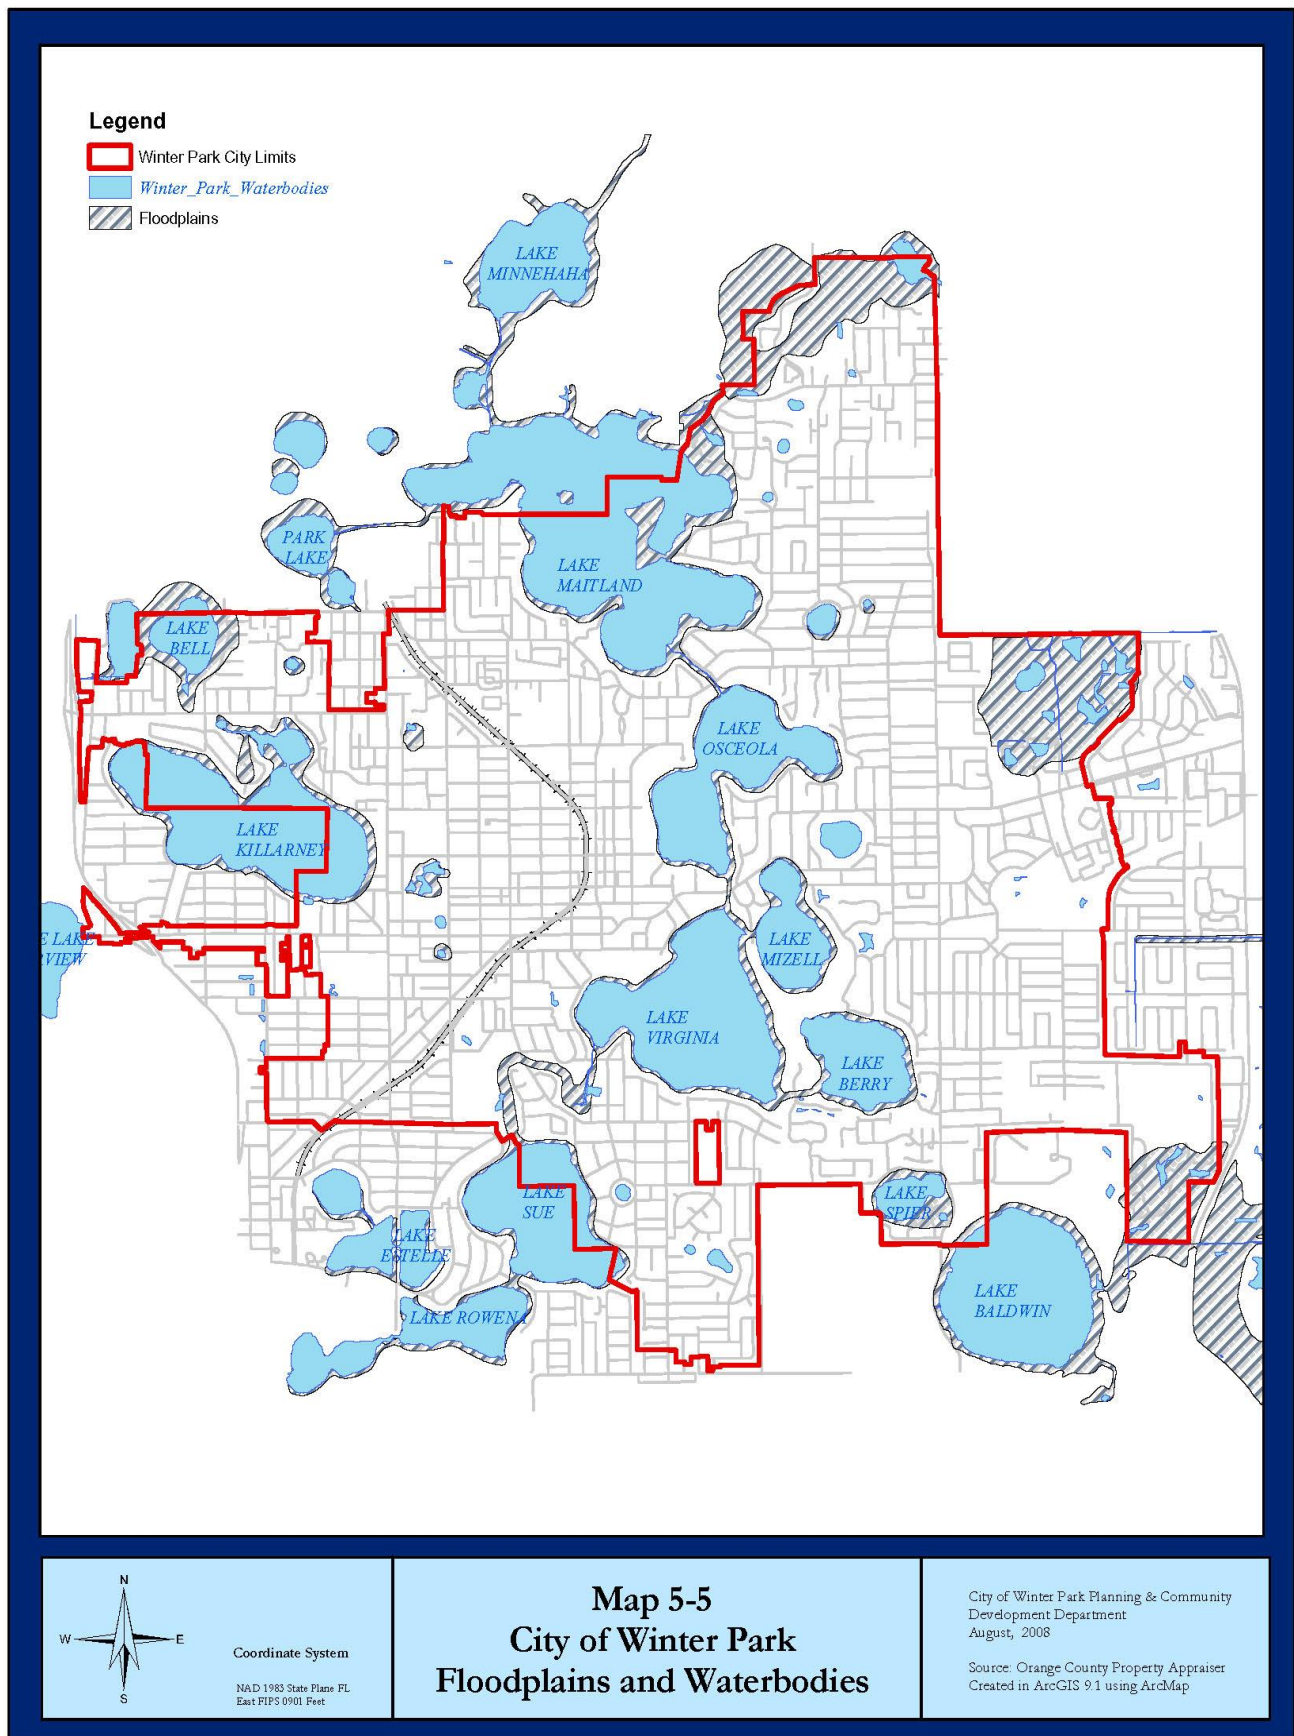 Legend
Winter Park City Limits
Winter_Park_Waterbodies
Floodplains
LAKE
MINNEHAHA
PARK
LAKE
LAKE
MAITLAND
LAKE
BELL
LAKE
OSCEOLA
LAKE
KILLARNEY
E LAKE
RVIEW
LAKE
MIZELL
LAKE
VIRGINIA
LAKE
BERRY
LAKE
SUE
LAKE
SPIER
LAKE
ESTELLE
LAKE
BALDWIN
LAKE ROWENA
N
W
E
S
Coordinate System
NAD 1983 State Plane FL
East FIPS 0901 Feet
Map 5-5
City of Winter Park
Floodplains and Waterbodies
City of Winter Park Planning & Community
Development Department
August, 2008
Source: Orange County Property Appraiser
Created in ArcGIS 9.1 using ArcMap